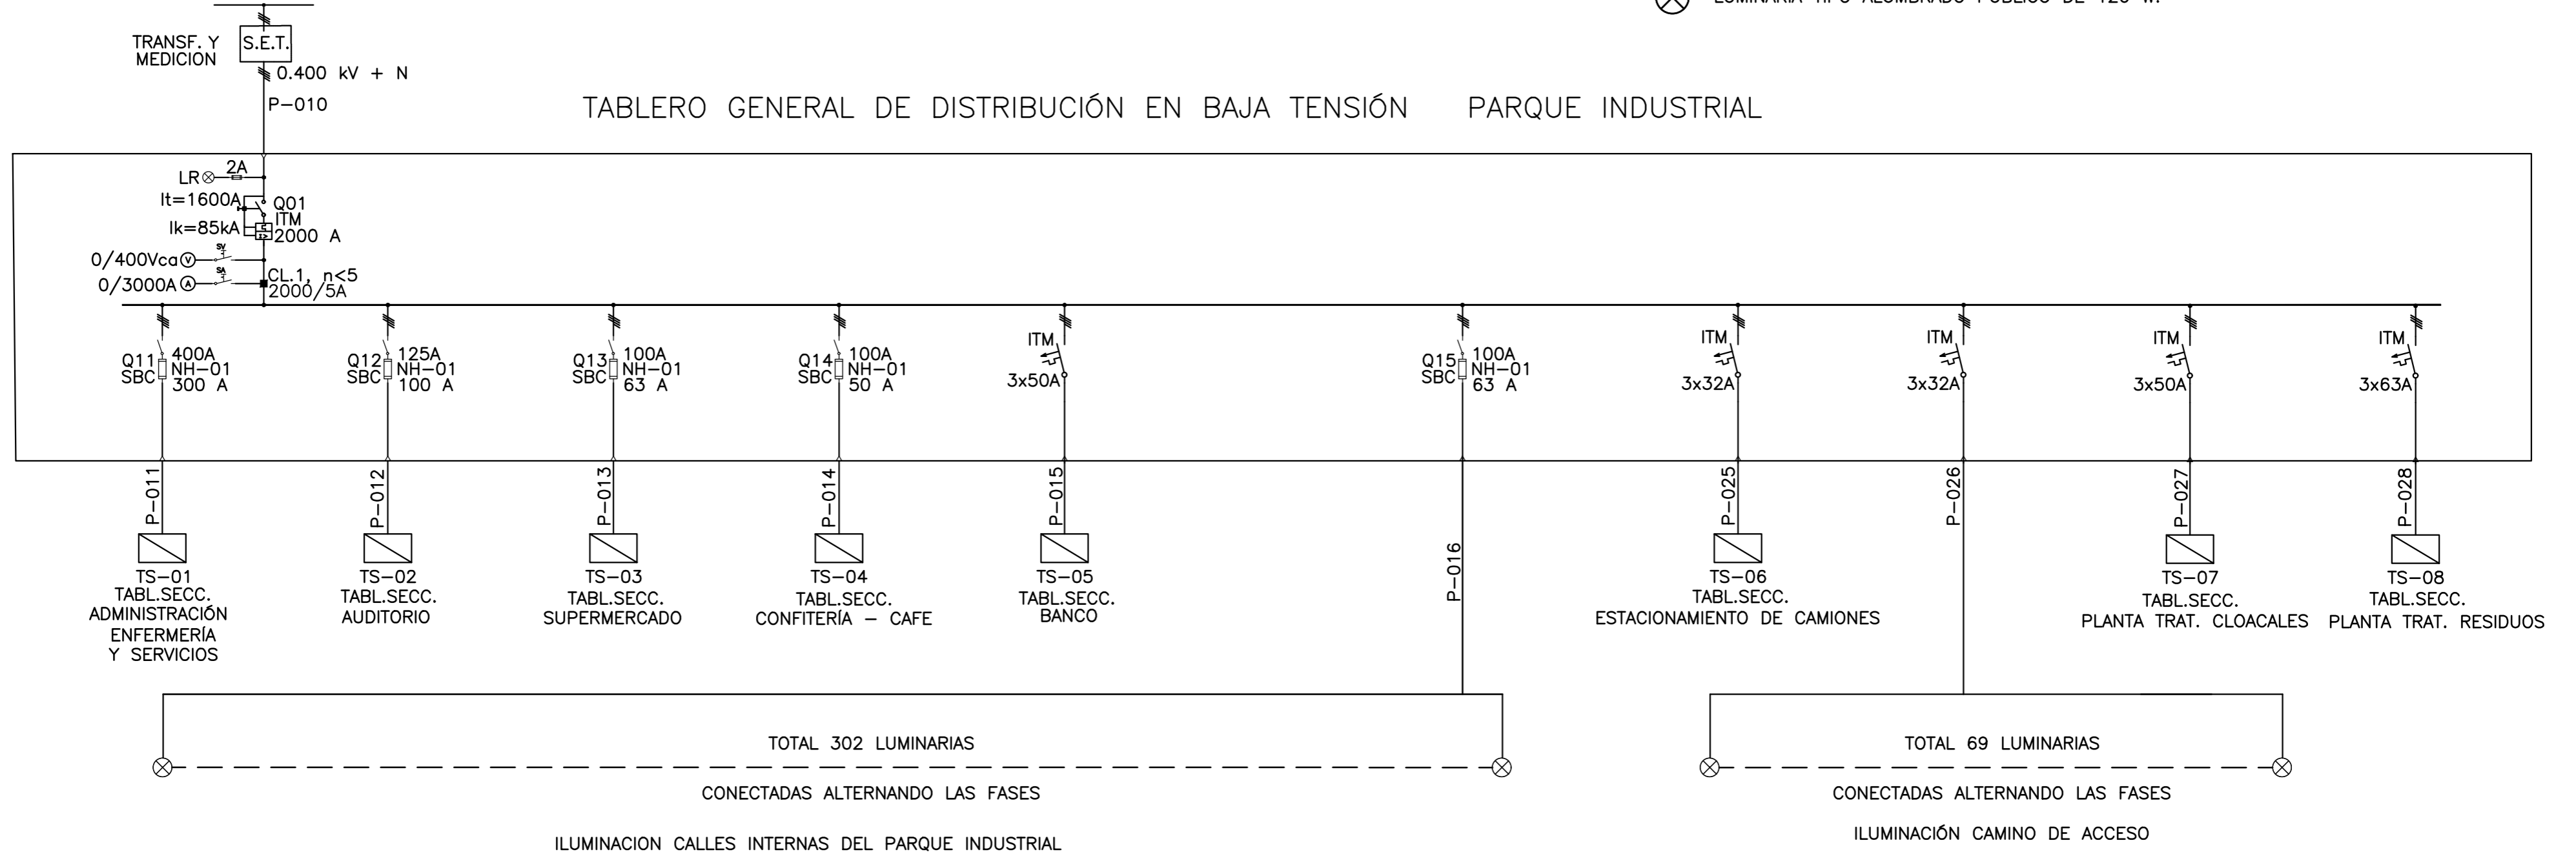 LUMINARIA TIPO ALUMBRADO PUBLICO DE 120 W.
TRANSF. Y
MEDICION
S.E.T.
0.400 kV + N
P-010
TABLERO GENERAL DE DISTRIBUCIÓN EN BAJA TENSIÓN PARQUE INDUSTRIAL
LR
2A
It=1600A
Q01
ITM
2000 A
Ik=85kA
SV
0/400Vca
V
SA
0/3000A
A
CL.1, n<5
2000/5A
Q11
SBC
400A
NH-01
300 A
Q12
SBC
125A
NH-01
100 A
Q13
SBC
100A
NH-01
63 A
Q14
SBC
100A
NH-01
50 A
ITM
3x50A
Q15
SBC
100A
NH-01
63 A
ITM
3x32A
ITM
3x32A
ITM
3x50A
ITM
3x63A
P-011
P-012
P-013
P-014
P-015
P-016
P-025
P-026
P-027
P-028
TS-01
TABL.SECC.
ADMINISTRACIÓN
ENFERMERÍA
Y SERVICIOS
TS-02
TABL.SECC.
AUDITORIO
TS-03
TABL.SECC.
SUPERMERCADO
TS-04
TABL.SECC.
CONFITERÍA - CAFE
TS-05
TABL.SECC.
BANCO
TS-06
TABL.SECC.
ESTACIONAMIENTO DE CAMIONES
TS-07
TABL.SECC.
PLANTA TRAT. CLOACALES
TS-08
TABL.SECC.
PLANTA TRAT. RESIDUOS
TOTAL 302 LUMINARIAS
CONECTADAS ALTERNANDO LAS FASES
ILUMINACION CALLES INTERNAS DEL PARQUE INDUSTRIAL
TOTAL 69 LUMINARIAS
CONECTADAS ALTERNANDO LAS FASES
ILUMINACIÓN CAMINO DE ACCESO